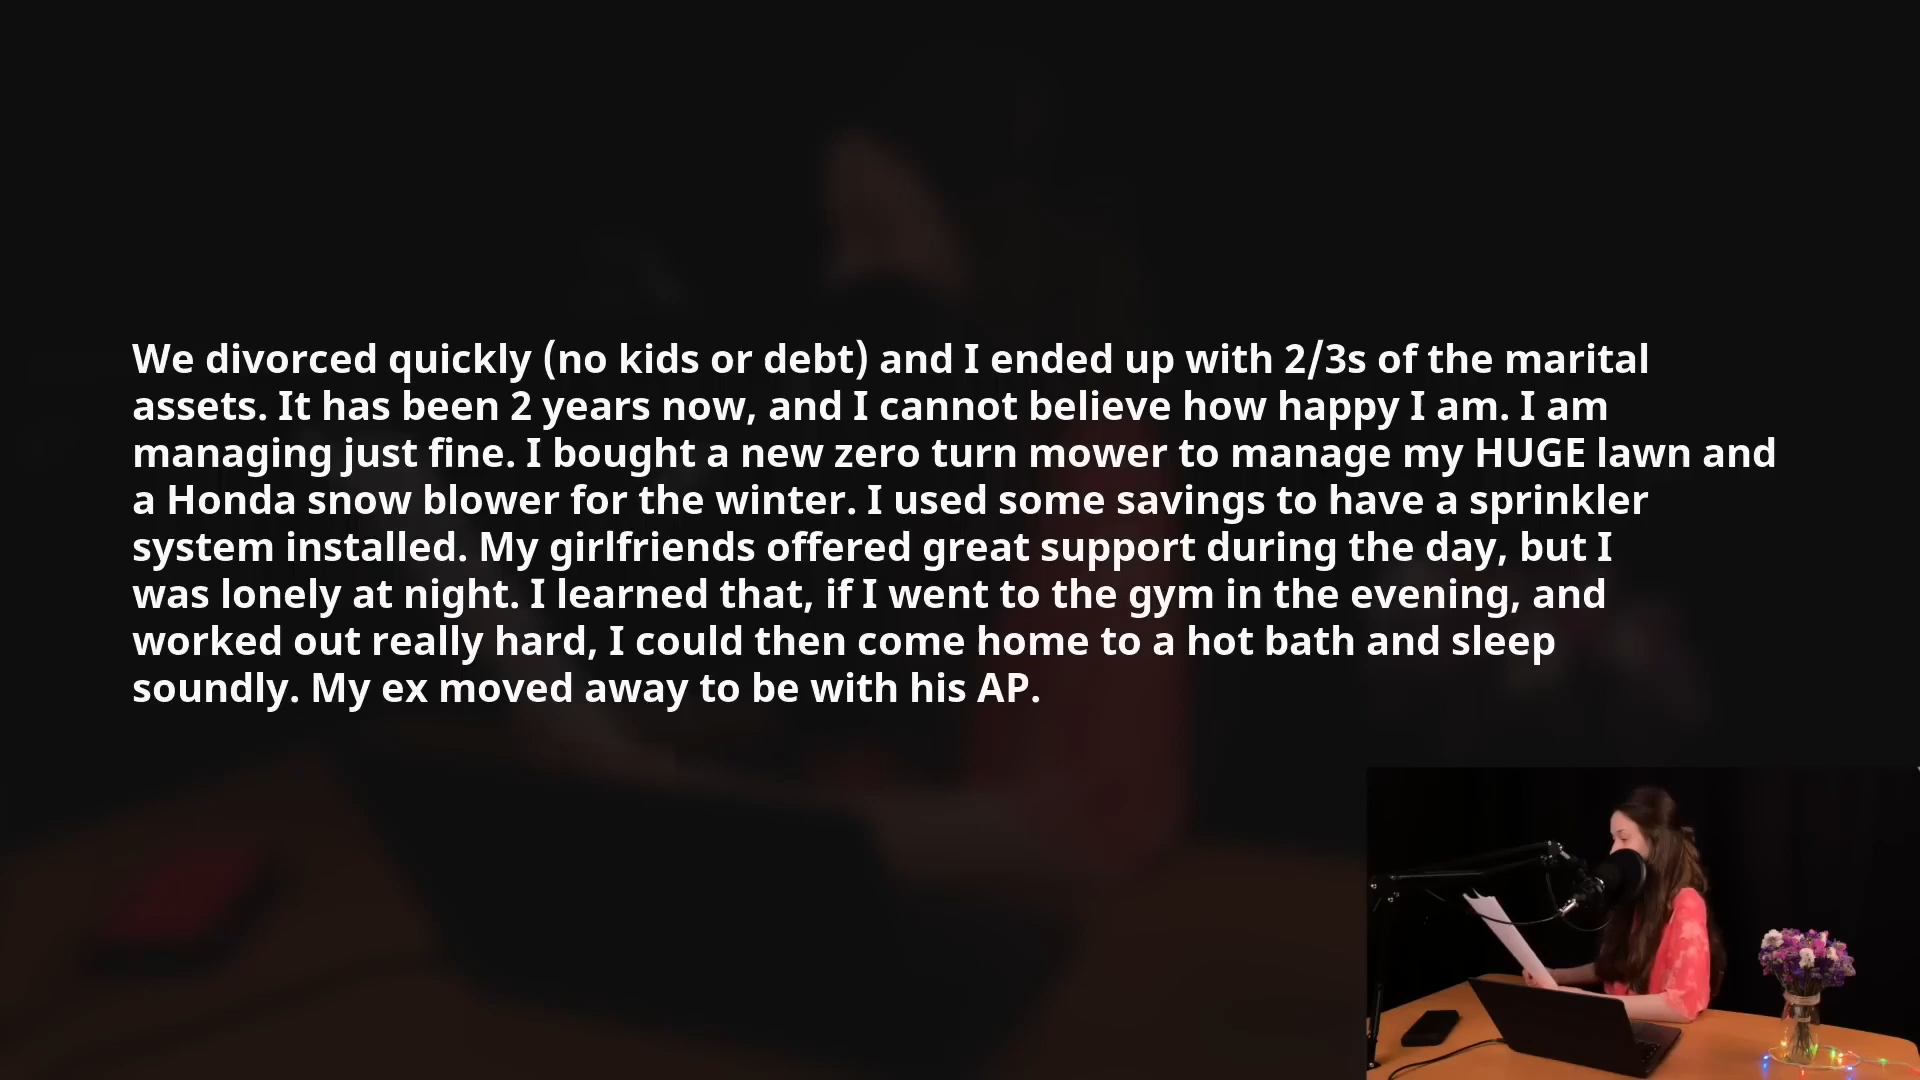 We divorced quickly (no kids or debt) and I ended up with 2/3s of the marital
assets. It has been 2 years now, and I cannot believe how happy I am. I am
managing just fine. I bought a new zero turn mower to manage my HUGE lawn and
a Honda snow blower for the winter. I used some savings to have a sprinkler
system installed. My girlfriends offered great support during the day, but I
was lonely at night. I learned that, if I went to the gym in the evening, and
worked out really hard, I could then come home to a hot bath and sleep
soundly. My ex moved away to be with his AP.